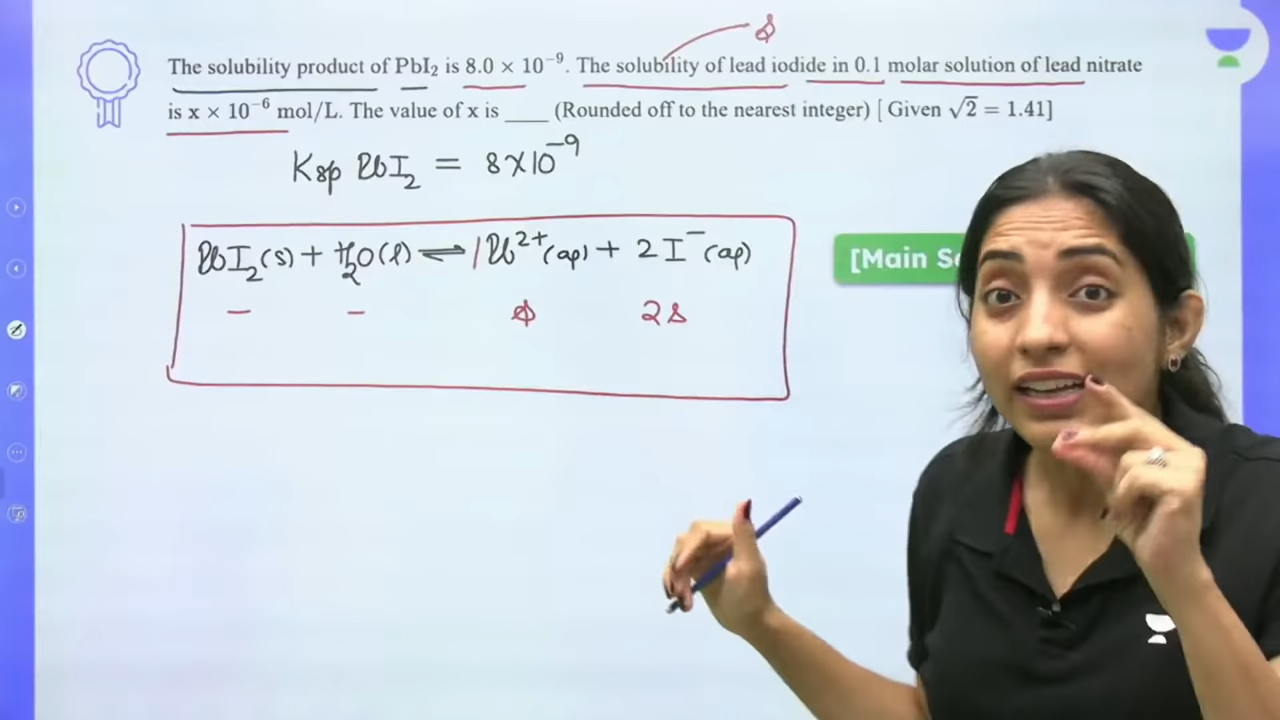 The solubility product of PbI₂ is 8.0 × 10⁻⁹. The solubility of lead iodide in 0.1 molar solution of lead nitrate
is x × 10⁻⁶ mol/L. The value of x is ____ (Rounded off to the nearest integer) [ Given √2 = 1.41]
s
Ksp PbI₂ = 8×10⁻⁹
PbI₂(s) + H₂O(l) ⇌ 1Pb²⁺(aq) + 2I⁻(aq)
– – s 2s
[Main